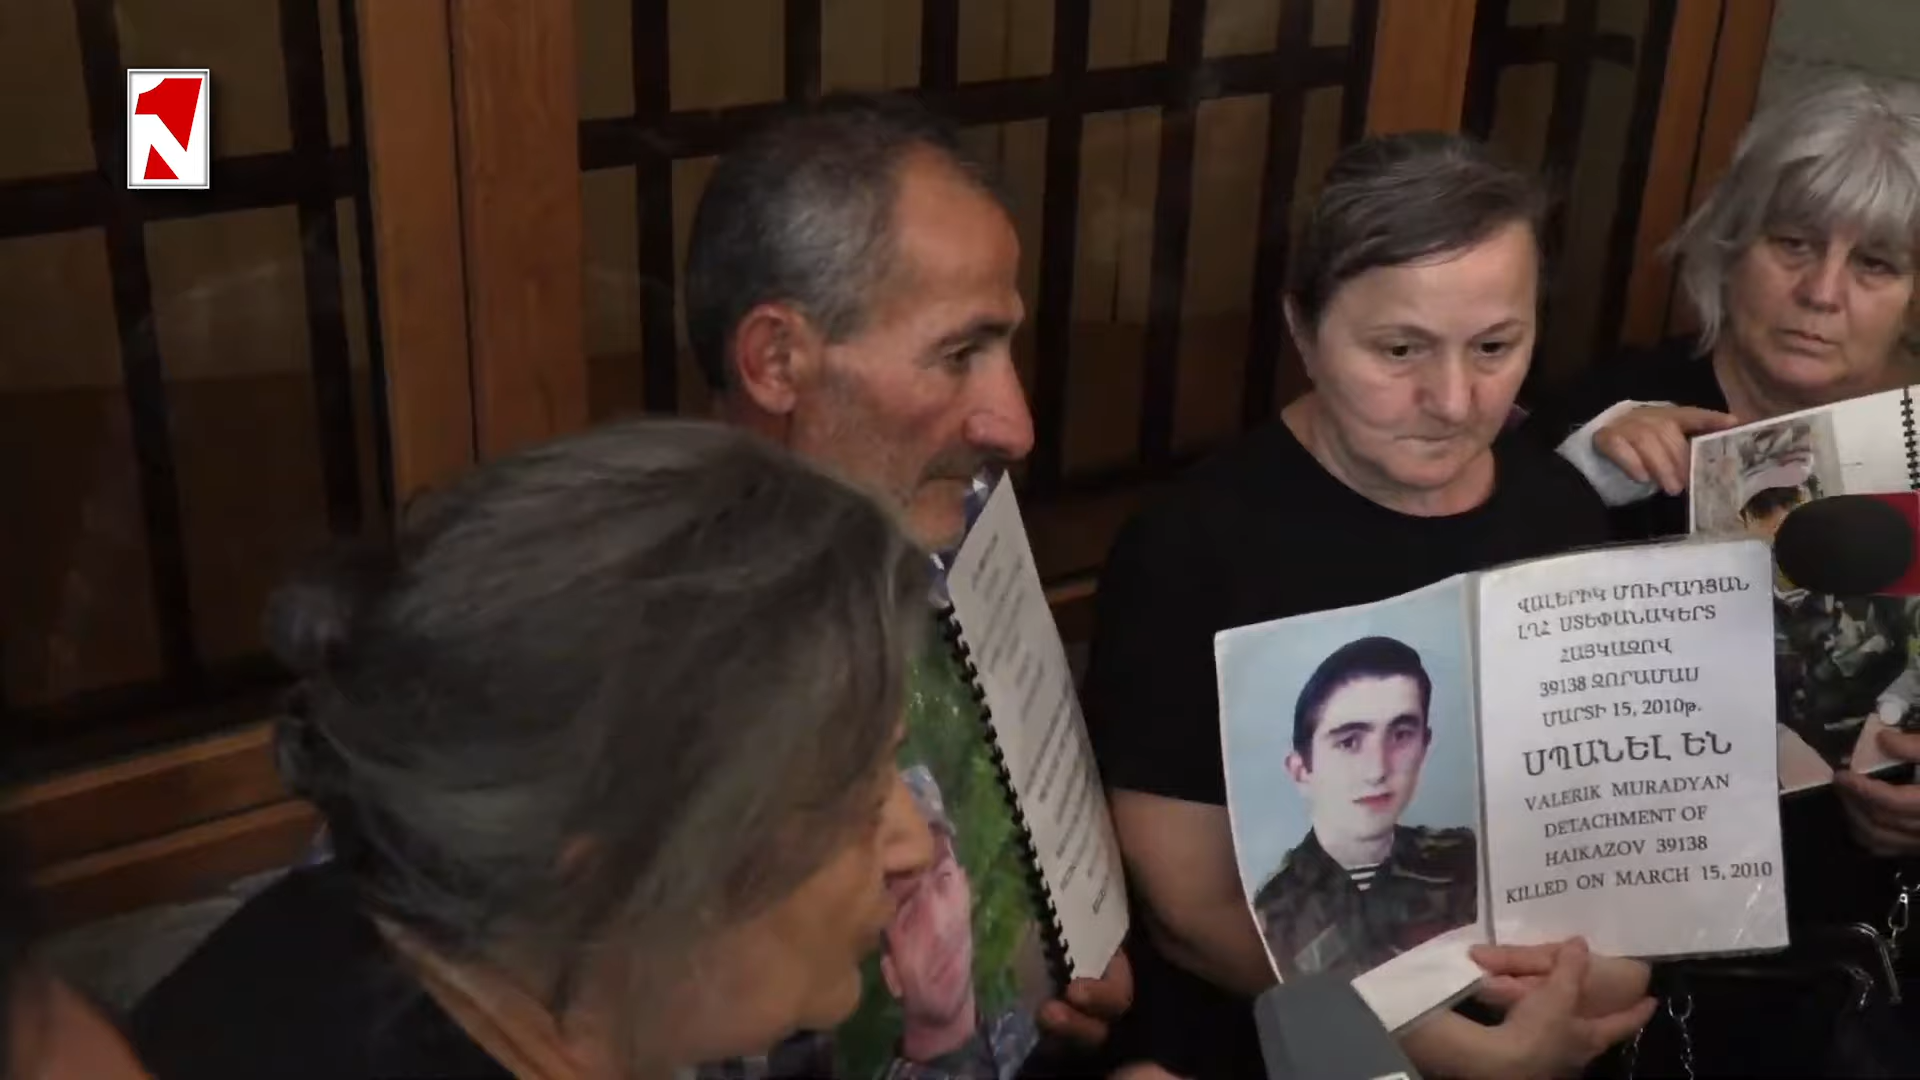 1N
ՎԱԼԵՐԻԿ ՄՈՒՐԱԴՅԱՆ
ԼՂՀ ՍՏԵՓԱՆԱԿԵՐՏ
ՀԱՅԿԱԶՈՎ
39138 ԶՈՐԱՄԱՍ
ՄԱՐՏԻ 15, 2010թ.
ՍՊԱՆԵԼ ԵՆ
VALERIK MURADYAN
DETACHMENT OF
HAIKAZOV 39138
KILLED ON MARCH 15, 2010